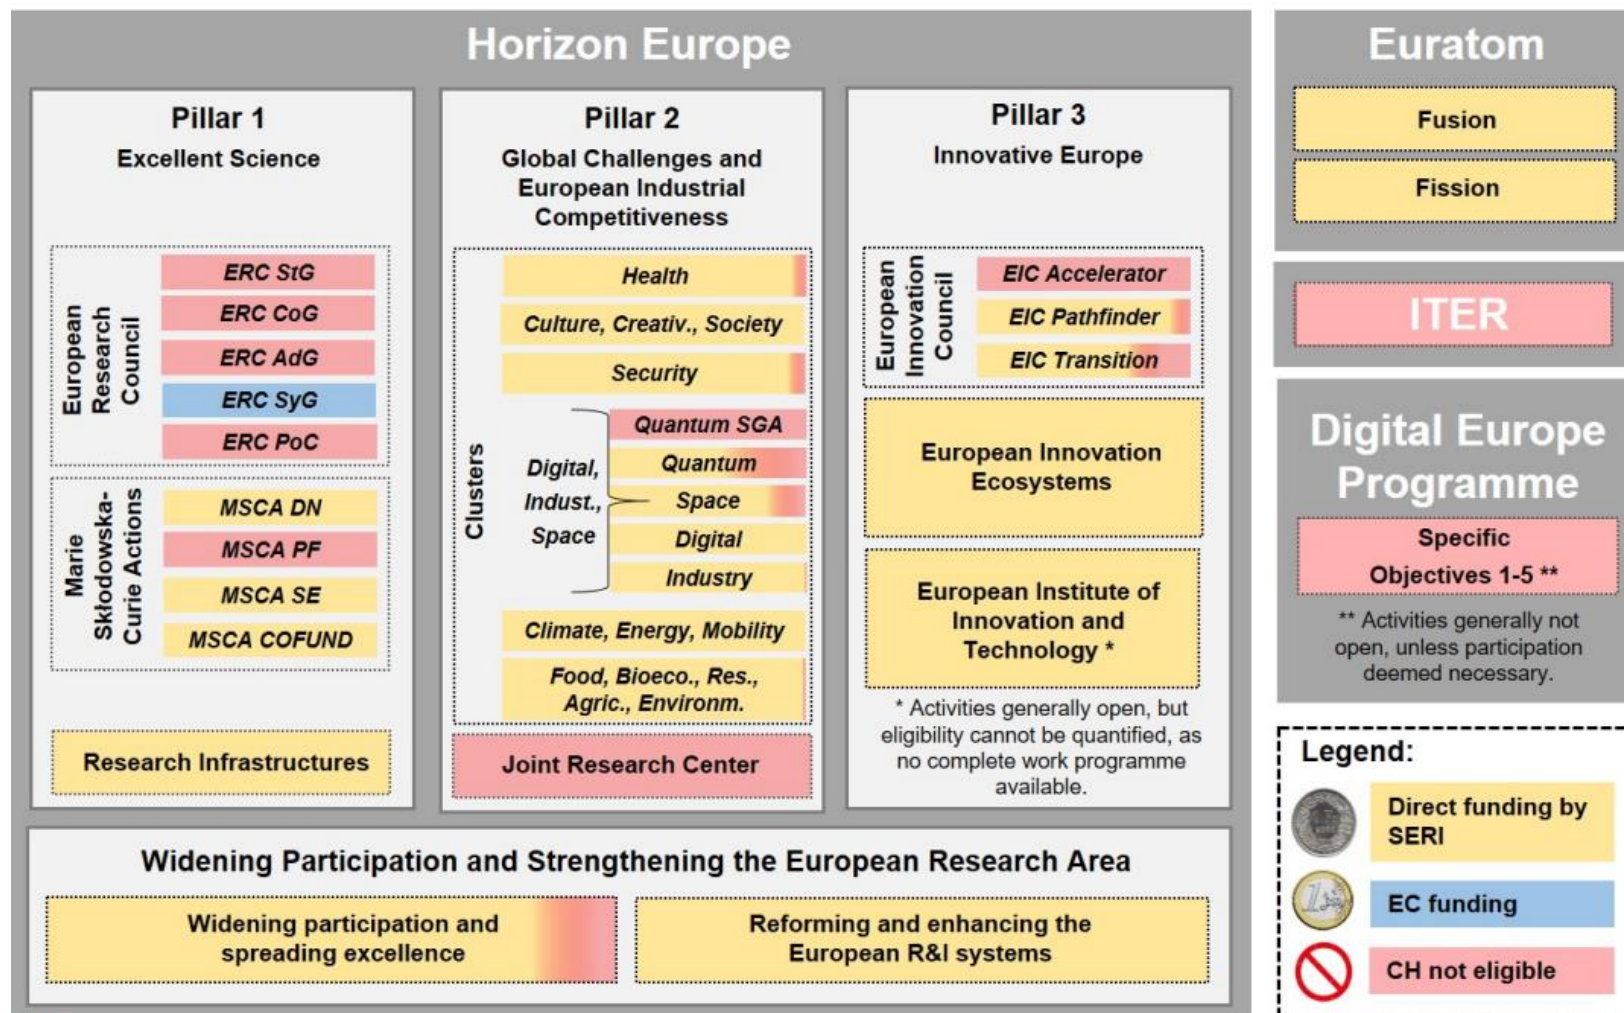 Horizon Europe
Pillar 1
Excellent Science
European
Research
Council
ERC StG
ERC CoG
ERC AdG
ERC SyG
ERC PoC
Marie
Skłodowska-
Curie Actions
MSCA DN
MSCA PF
MSCA SE
MSCA COFUND
Research Infrastructures
Pillar 2
Global Challenges and
European Industrial
Competitiveness
Clusters
Health
Culture, Creativ., Society
Security
Digital,
Indust.,
Space
Quantum SGA
Quantum
Space
Digital
Industry
Climate, Energy, Mobility
Food, Bioeco., Res.,
Agric., Environm.
Joint Research Center
Pillar 3
Innovative Europe
European
Innovation
Council
EIC Accelerator
EIC Pathfinder
EIC Transition
European Innovation
Ecosystems
European Institute of
Innovation and
Technology *
* Activities generally open, but
eligibility cannot be quantified, as
no complete work programme
available.
Widening Participation and Strengthening the European Research Area
Widening participation and
spreading excellence
Reforming and enhancing the
European R&I systems
Euratom
Fusion
Fission
ITER
Digital Europe
Programme
Specific
Objectives 1-5 **
** Activities generally not
open, unless participation
deemed necessary.
Legend:
Direct funding by
SERI
EC funding
CH not eligible